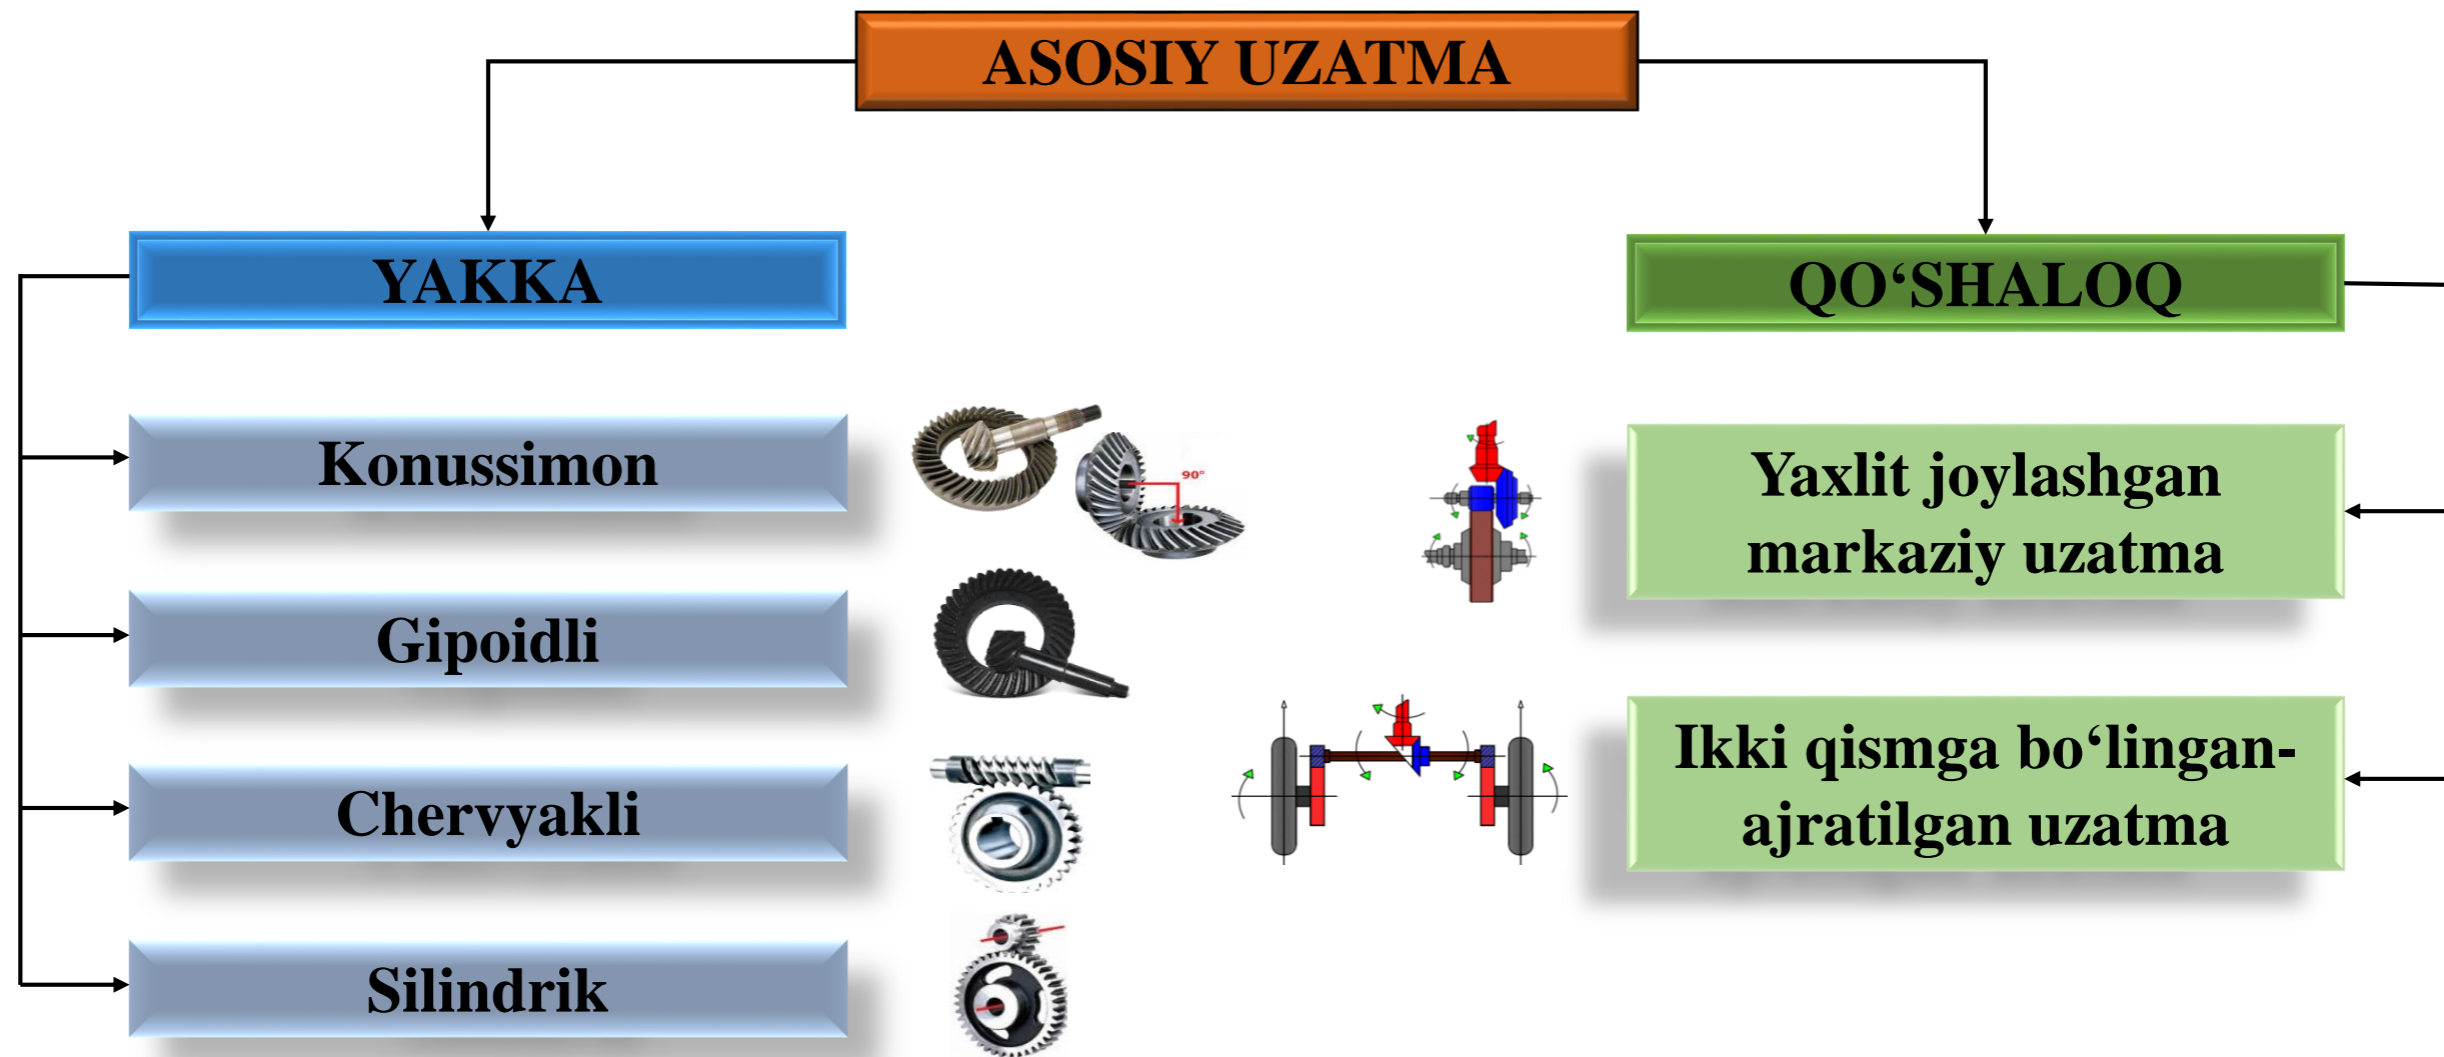 ASOSIY UZATMA
YAKKA
QO‘SHALOQ
Konussimon
Gipoidli
Chervyakli
Silindrik
90°
Yaxlit joylashgan
markaziy uzatma
Ikki qismga bo‘lingan-
ajratilgan uzatma